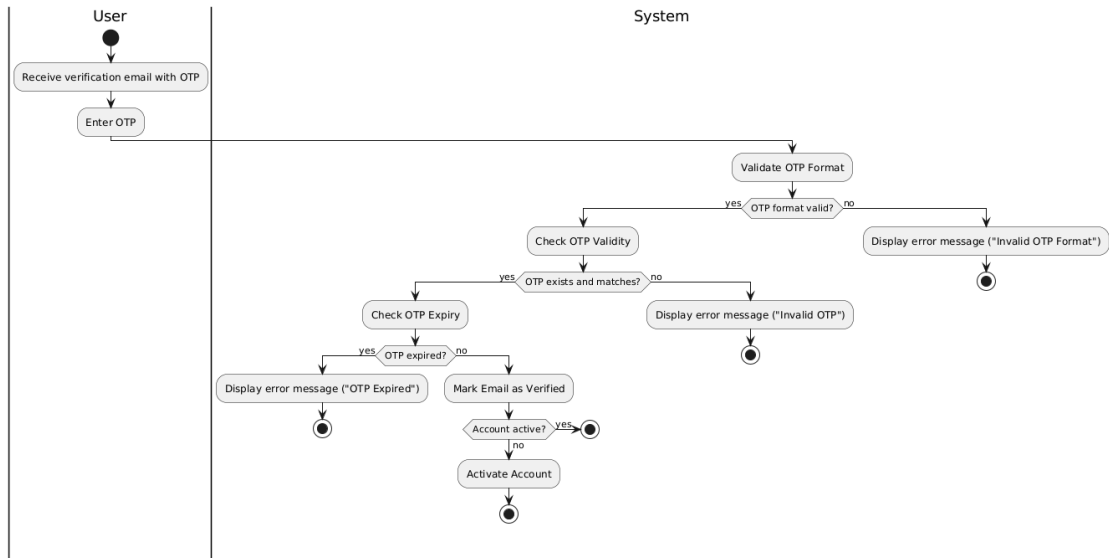 User
System
Receive verification email with OTP
Enter OTP
Validate OTP Format
yes
OTP format valid?
no
Check OTP Validity
Display error message ("Invalid OTP Format")
yes
OTP exists and matches?
no
Check OTP Expiry
Display error message ("Invalid OTP")
yes
OTP expired?
no
Display error message ("OTP Expired")
Mark Email as Verified
Account active?
yes
no
Activate Account